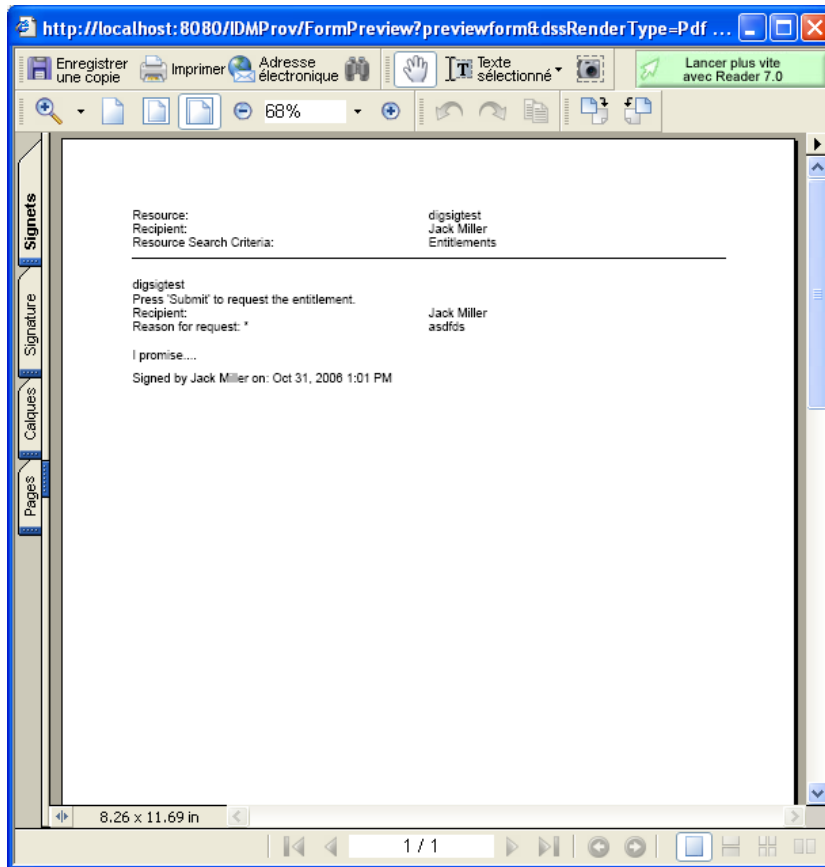 http://localhost:8080/IDMProv/FormPreview?previewform&dssRenderType=Pdf ...
Enregistrer une copie
Imprimer
Adresse électronique
Texte sélectionné
Lancer plus vite avec Reader 7.0
68%
Signets
Signature
Calques
Pages
Resource: digsigtest
Recipient: Jack Miller
Resource Search Criteria: Entitlements
digsigtest
Press 'Submit' to request the entitlement.
Recipient: Jack Miller
Reason for request: * asdfds
I promise....
Signed by Jack Miller on: Oct 31, 2006 1:01 PM
8.26 x 11.69 in
1 / 1